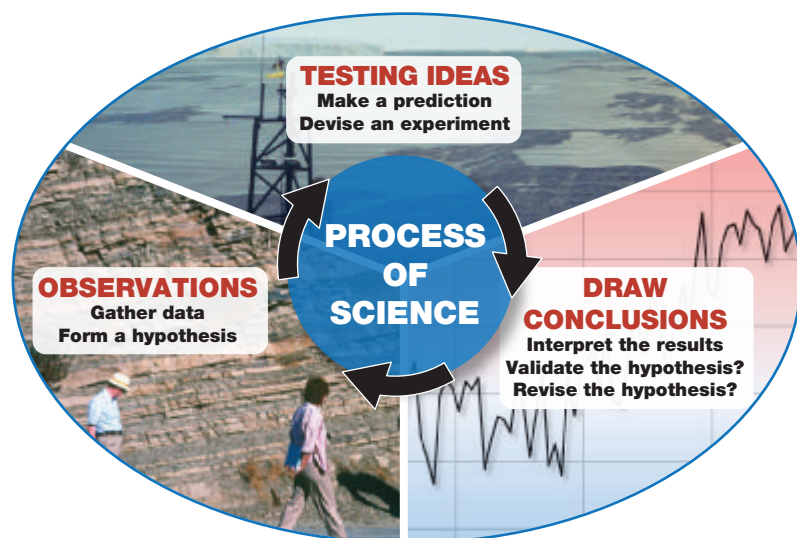 TESTING IDEAS
Make a prediction
Devise an experiment
PROCESS
OF
SCIENCE
OBSERVATIONS
Gather data
Form a hypothesis
DRAW
CONCLUSIONS
Interpret the results
Validate the hypothesis?
Revise the hypothesis?